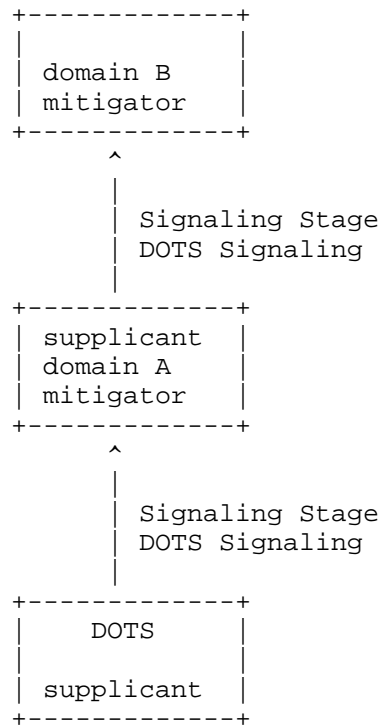 domain B
mitigator
Signaling Stage
DOTS Signaling
supplicant
domain A
mitigator
Signaling Stage
DOTS Signaling
DOTS
supplicant